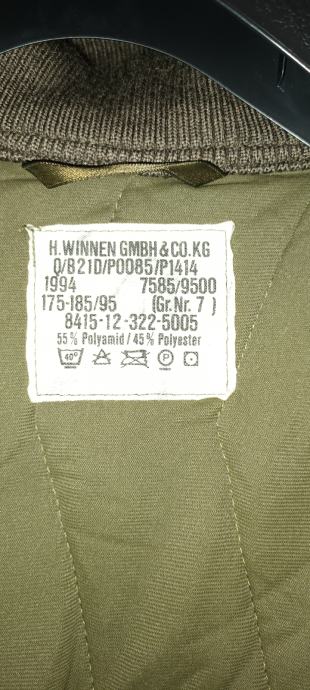 H.WINNEN GMBH & CO.KG
Q/B21D/P0085/P1414
1994 7585/9500
175-185/95 (Gr.Nr. 7 )
8415-12-322-5005
55% Polyamid / 45% Polyester
40° P